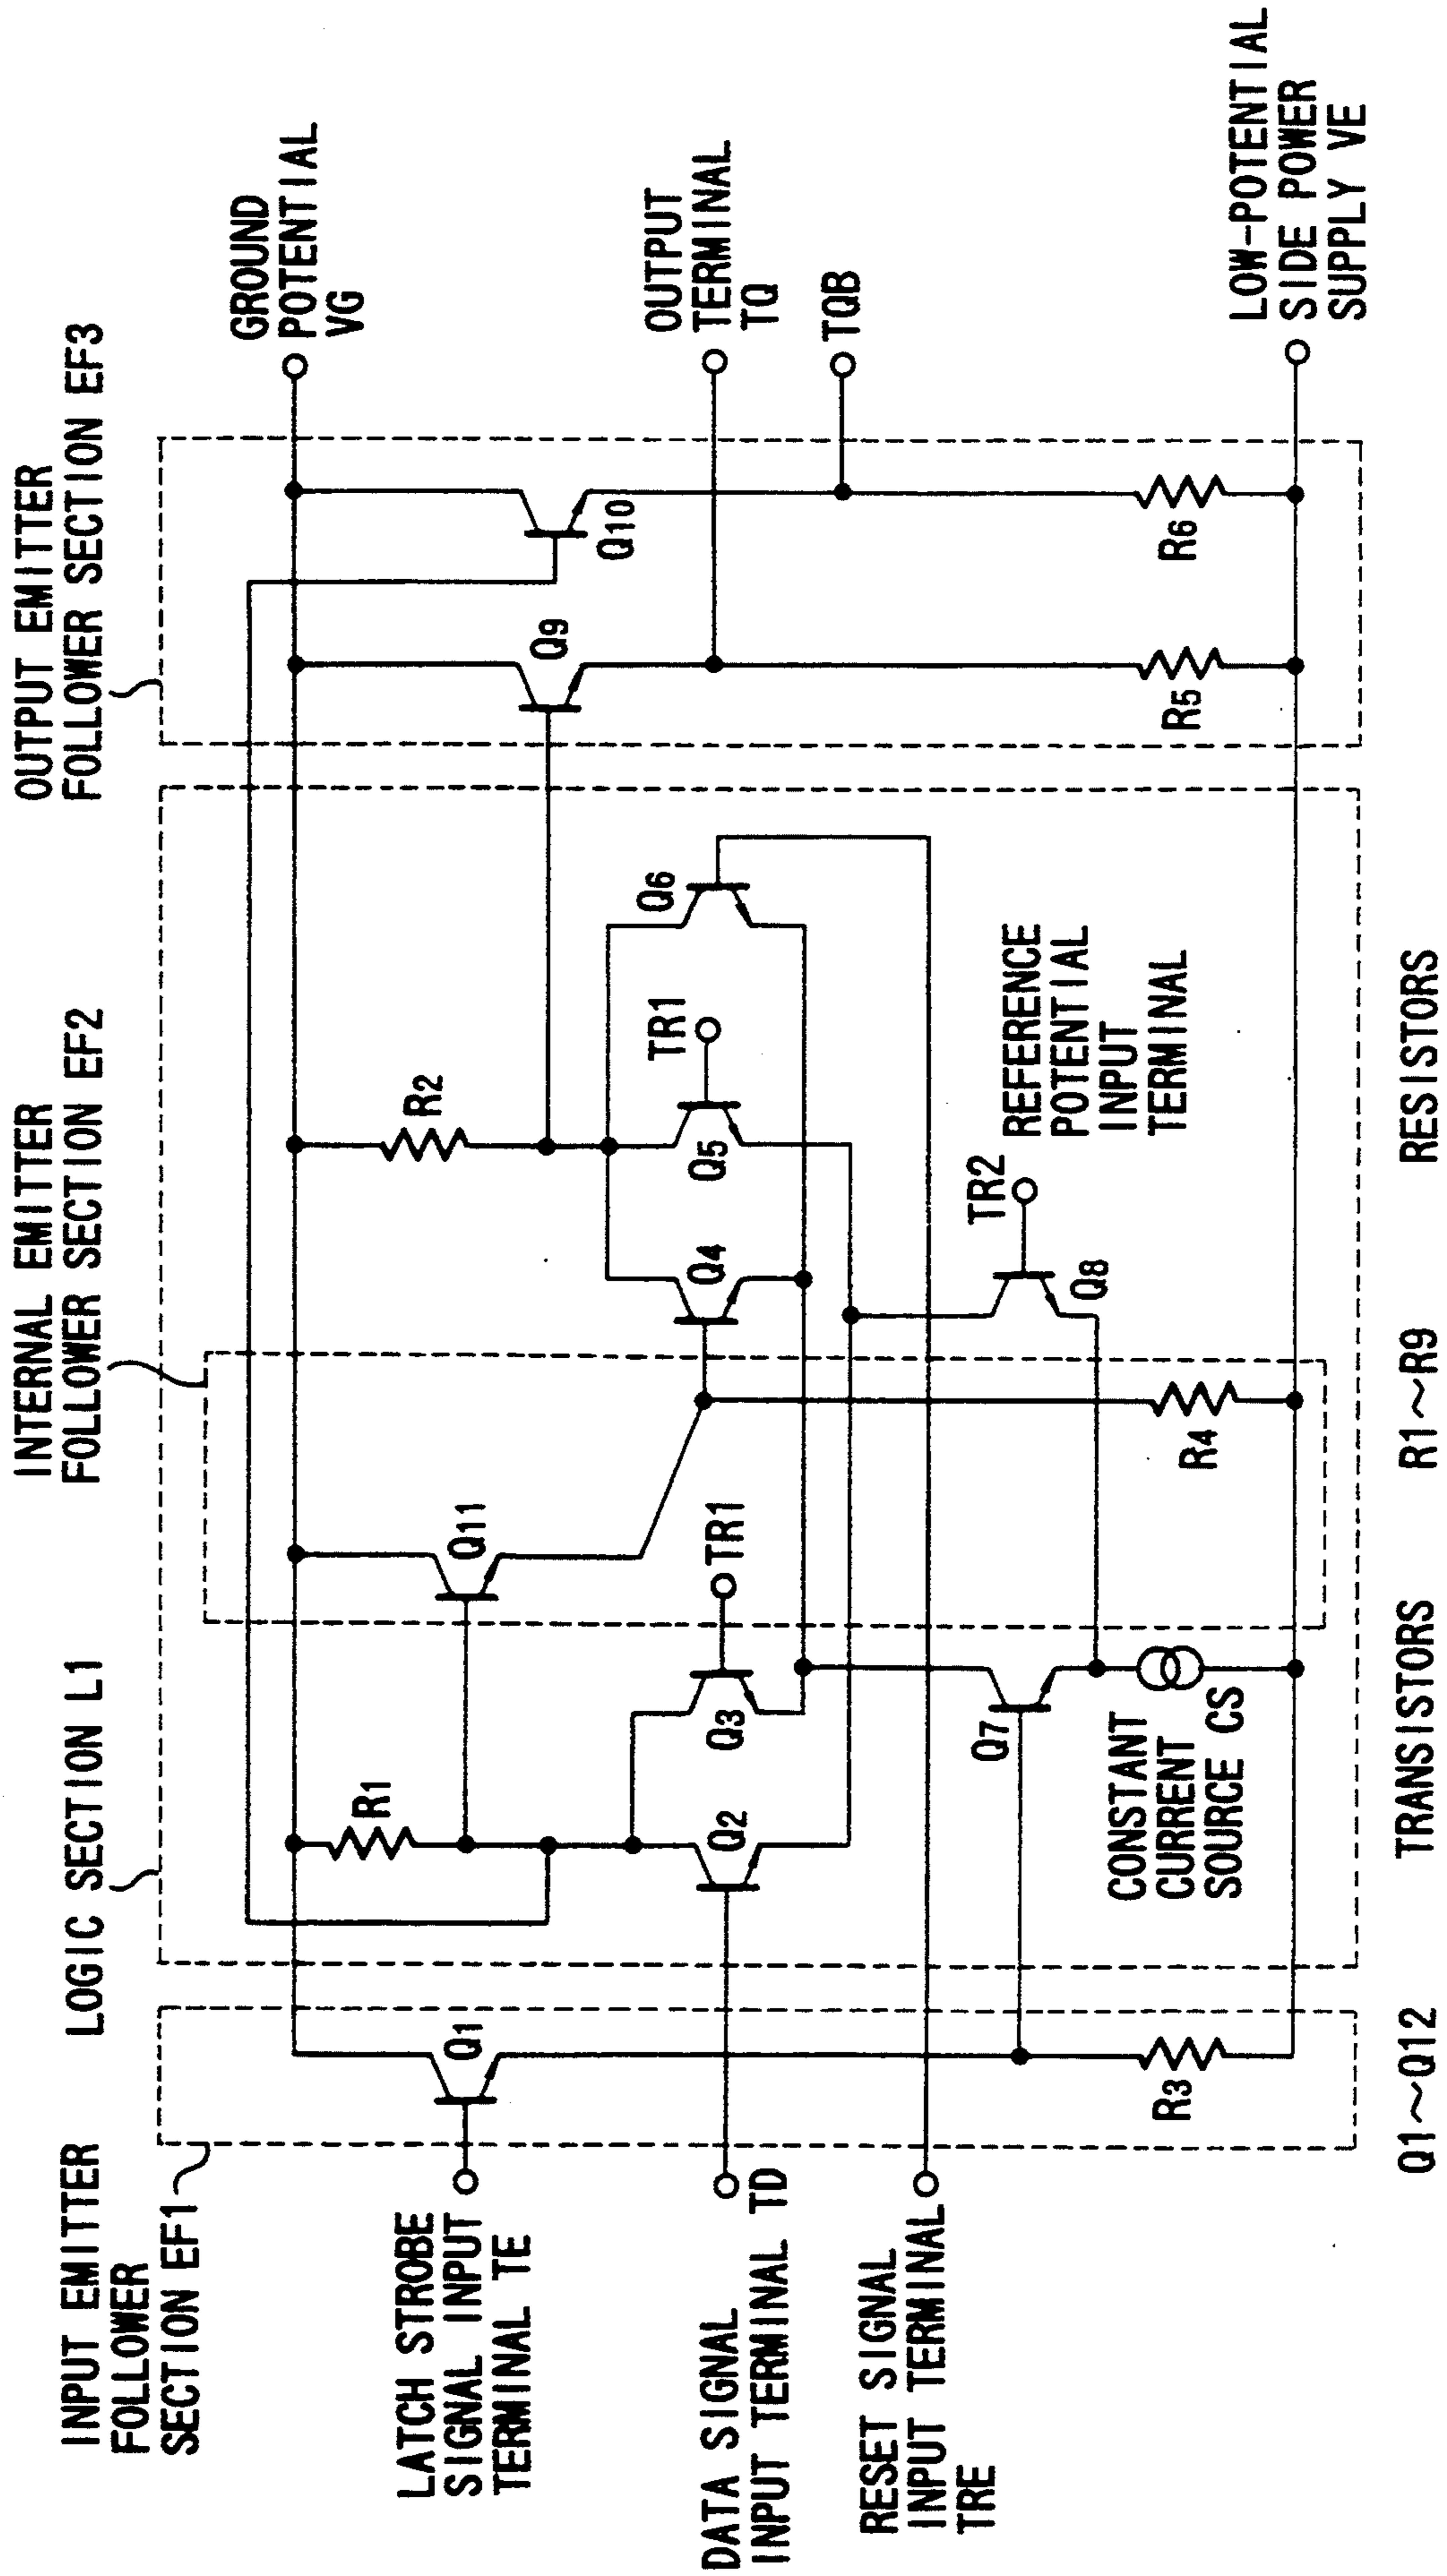 INPUT EMITTER
FOLLOWER
SECTION EF1
LOGIC SECTION L1
INTERNAL EMITTER
FOLLOWER SECTION EF2
OUTPUT EMITTER
FOLLOWER SECTION EF3
GROUND
POTENTIAL
VG
LATCH STROBE
SIGNAL INPUT
TERMINAL TE
Q1
R1
Q11
R2
Q9
Q10
OUTPUT
TERMINAL
TQ
TQB
DATA SIGNAL
INPUT TERMINAL TD
Q2
Q3
TR1
Q4
Q5
TR1
Q6
RESET SIGNAL
INPUT TERMINAL
TRE
Q7
Q8
TR2
REFERENCE
POTENTIAL
INPUT
TERMINAL
R3
CONSTANT
CURRENT
SOURCE CS
R4
R5
R6
LOW-POTENTIAL
SIDE POWER
SUPPLY VE
Q1~Q12 TRANSISTORS R1~R9 RESISTORS